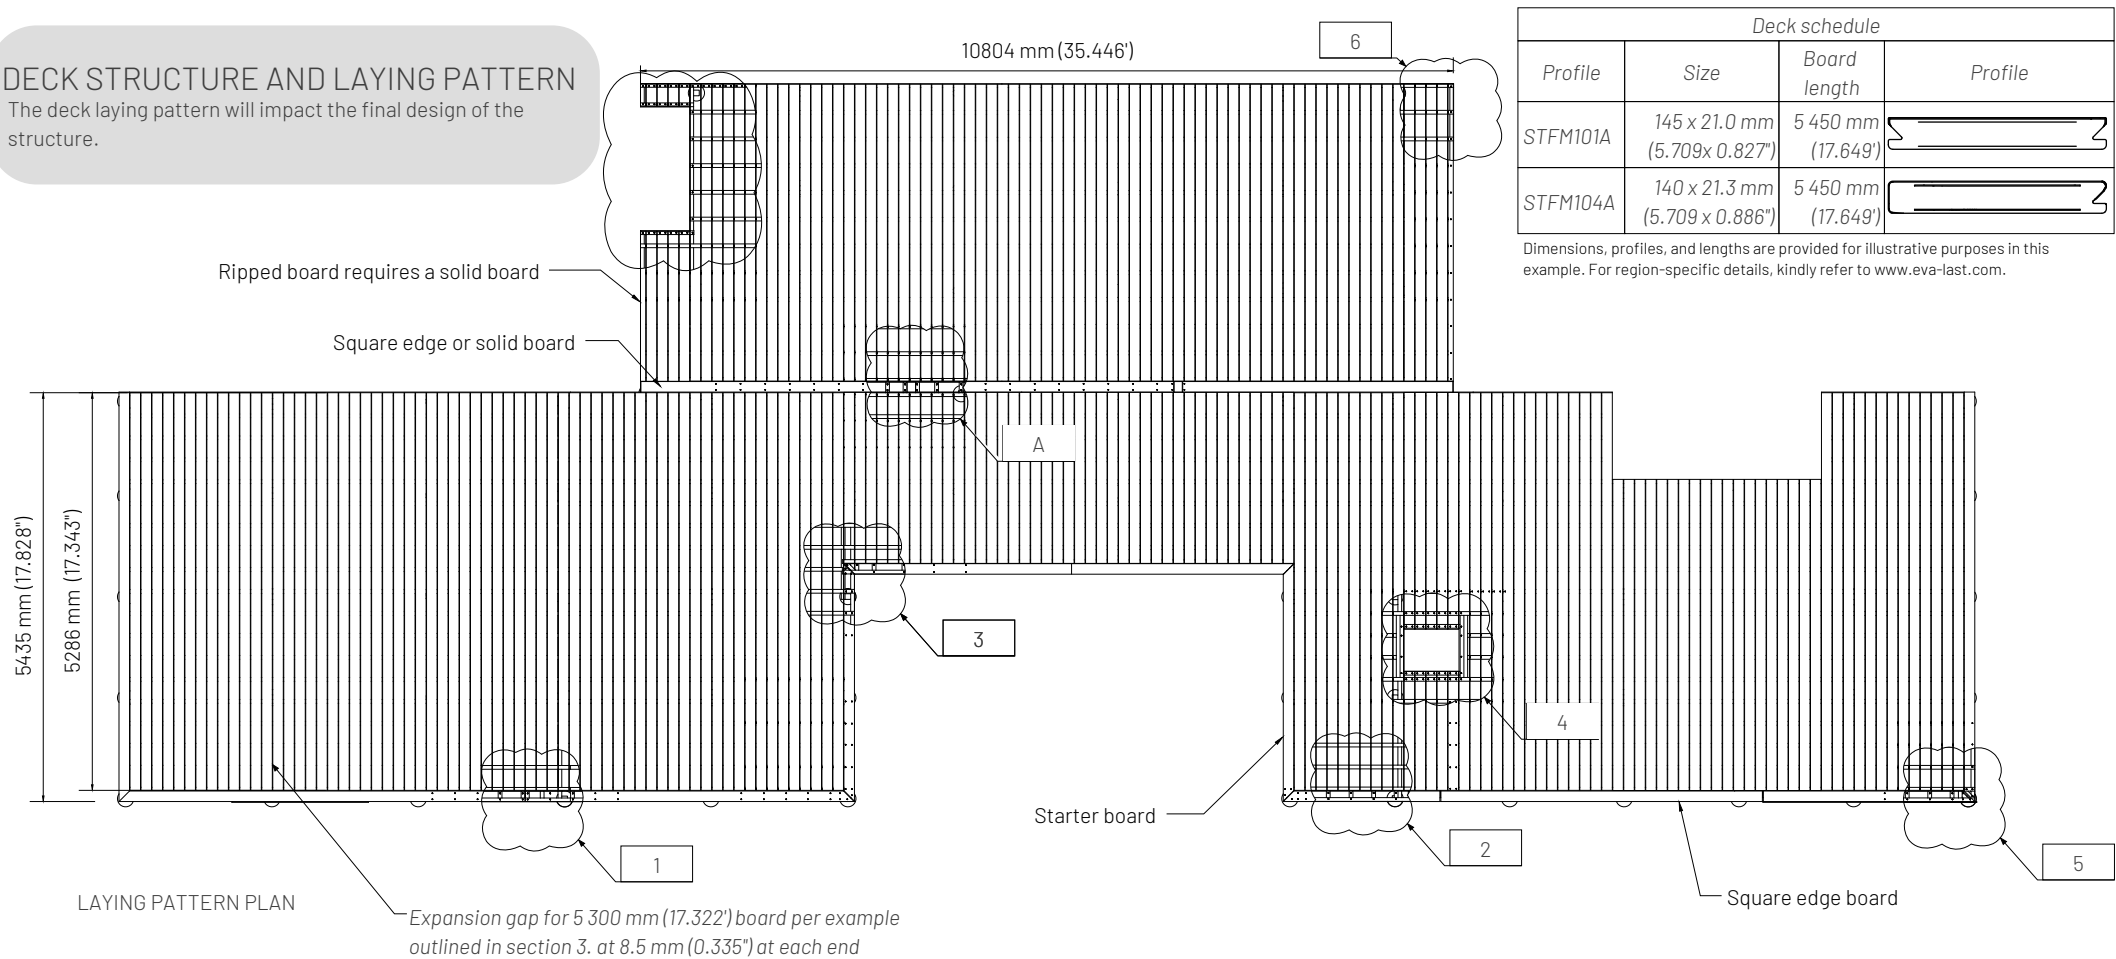 DECK STRUCTURE AND LAYING PATTERN
The deck laying pattern will impact the final design of the
structure.
10804 mm (35.446')
6
Deck schedule
Profile Size Board length Profile
STFM101A 145 x 21.0 mm (5.709x 0.827") 5 450 mm (17.649')
STFM104A 140 x 21.3 mm (5.709 x 0.886") 5 450 mm (17.649')
Dimensions, profiles, and lengths are provided for illustrative purposes in this
example. For region-specific details, kindly refer to www.eva-last.com.
Ripped board requires a solid board
Square edge or solid board
A
5435 mm (17.828")
5286 mm (17.343")
3
4
Starter board
2
1
5
Square edge board
LAYING PATTERN PLAN
Expansion gap for 5 300 mm (17.322') board per example
outlined in section 3. at 8.5 mm (0.335") at each end